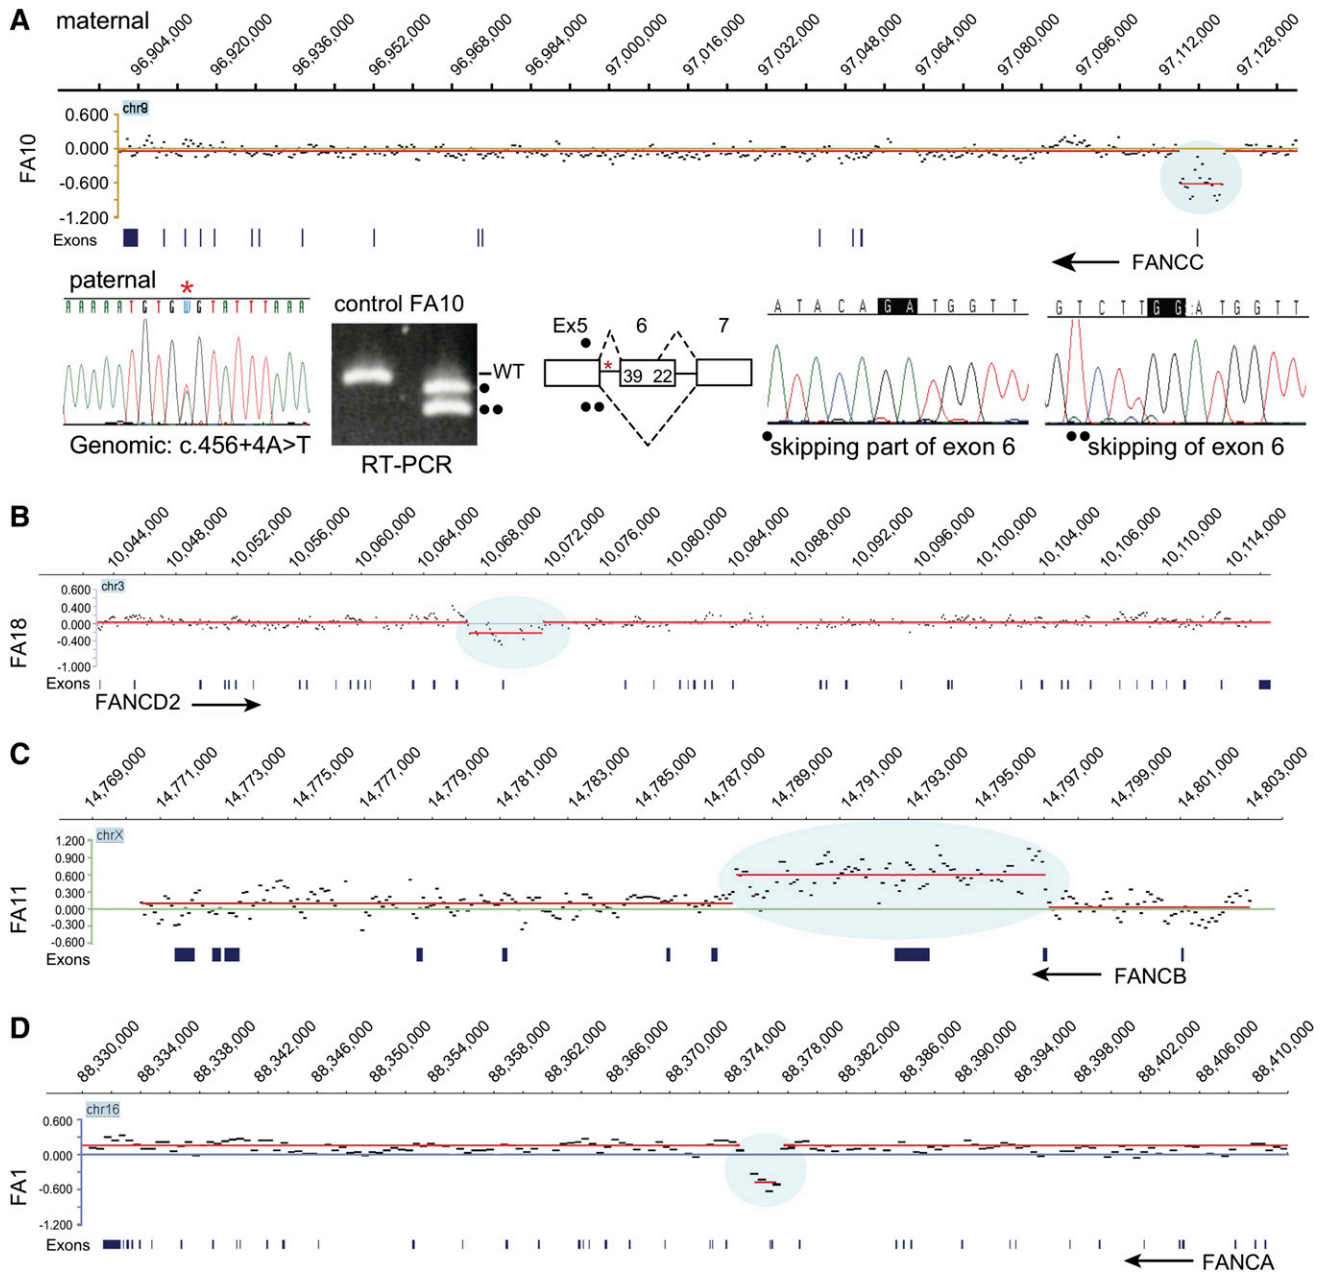 A maternal
96,904,000 96,920,000 96,936,000 96,952,000 96,968,000 96,984,000 97,000,000 97,016,000 97,032,000 97,048,000 97,064,000 97,080,000 97,096,000 97,112,000 97,128,000
chr9
FA10
0.600
0.000
-0.600
-1.200
Exons
FANCC
paternal
*
A A A A A T G T G W G T A T T T A A A
Genomic: c.456+4A>T
control FA10
WT
RT-PCR
Ex5 6 7
* 39 22
A T A C A G A T G G T T
skipping part of exon 6
G T C T T G G A T G G T T
skipping of exon 6
B
10,044,000 10,048,000 10,052,000 10,056,000 10,060,000 10,064,000 10,068,000 10,072,000 10,076,000 10,080,000 10,084,000 10,088,000 10,092,000 10,096,000 10,100,000 10,104,000 10,106,000 10,110,000 10,114,000
chr3
FA18
0.600
0.400
0.000
-0.400
-1.000
Exons
FANCD2
C
14,769,000 14,771,000 14,773,000 14,775,000 14,777,000 14,779,000 14,781,000 14,783,000 14,785,000 14,787,000 14,789,000 14,791,000 14,793,000 14,795,000 14,797,000 14,799,000 14,801,000 14,803,000
chrX
FA11
1.200
0.900
0.600
0.300
0.000
-0.300
-0.600
Exons
FANCB
D
88,330,000 88,334,000 88,338,000 88,342,000 88,346,000 88,350,000 88,354,000 88,358,000 88,362,000 88,366,000 88,370,000 88,374,000 88,378,000 88,382,000 88,386,000 88,390,000 88,394,000 88,398,000 88,402,000 88,406,000 88,410,000
chr16
FA1
0.600
0.000
-0.600
-1.200
Exons
FANCA